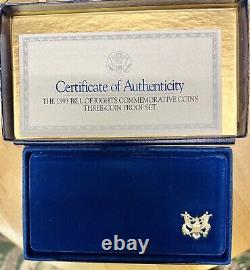 Certificate of Authenticity
THE 1993 BILL OF RIGHTS COMMEMORATIVE COINS
THREE-COIN PROOF SET